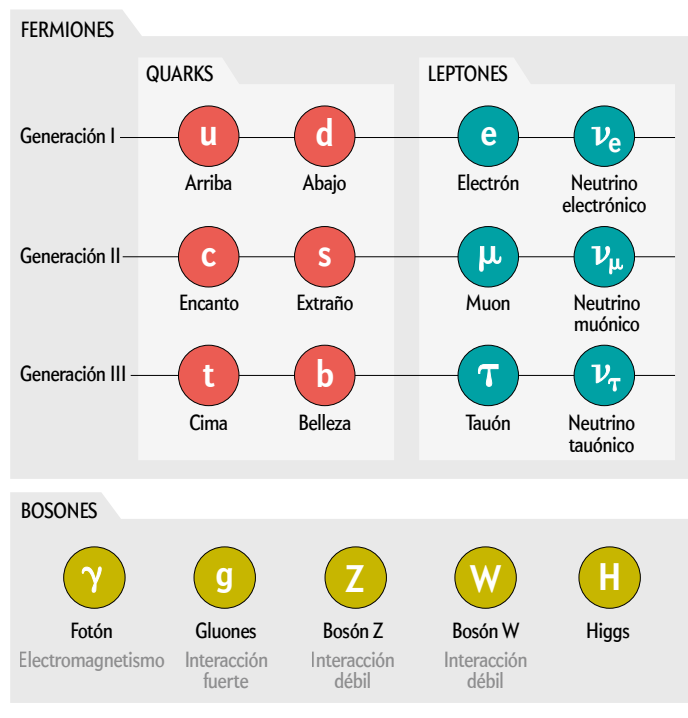 FERMIONES
QUARKS
LEPTONES
Generación I
u
d
e
νe
Arriba
Abajo
Electrón
Neutrino
electrónico
Generación II
c
s
μ
νμ
Encanto
Extraño
Muon
Neutrino
muónico
Generación III
t
b
τ
ντ
Cima
Belleza
Tauón
Neutrino
tauónico
BOSONES
γ
g
Z
W
H
Fotón
Gluones
Bosón Z
Bosón W
Higgs
Electromagnetismo
Interacción
fuerte
Interacción
débil
Interacción
débil